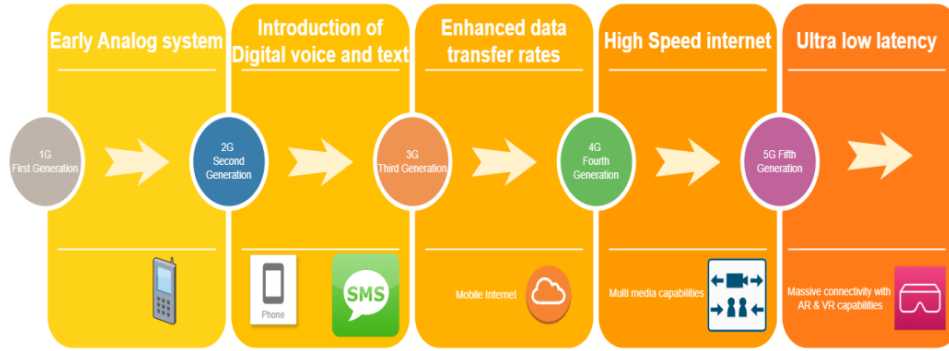 Early Analog system
Introduction of
Digital voice and text
Enhanced data
transfer rates
High Speed internet
Ultra low latency
1G
First Generation
2G
Second
Generation
3G
Third Generation
4G
Fourth
Generation
5G Fifth
Generation
Phone
SMS
Mobile Internet
Multi media capabilities
Massive connectivity with
AR & VR capabilities